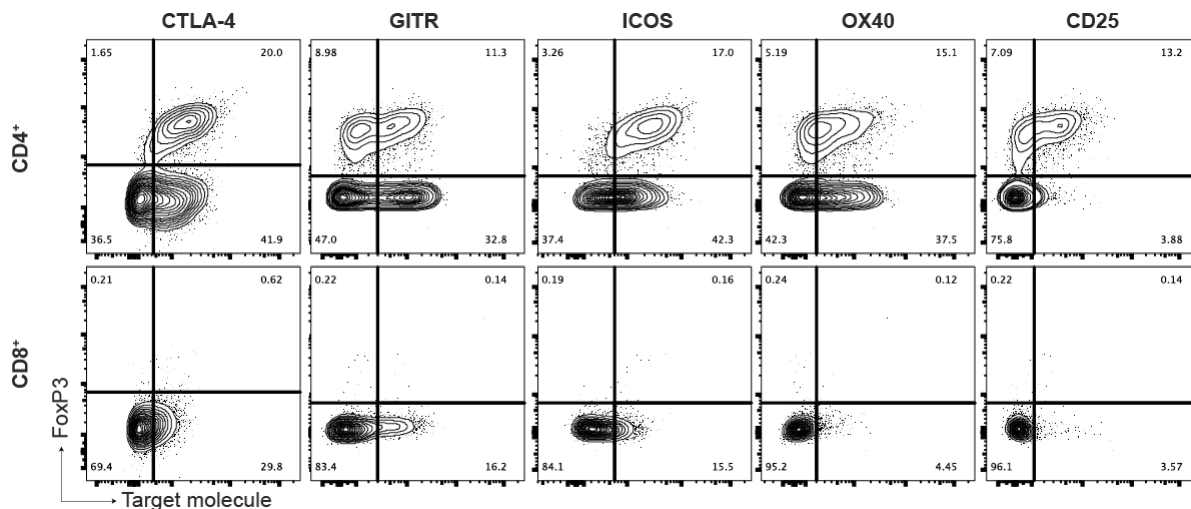 CTLA-4 GITR ICOS OX40 CD25
CD4⁺
1.65 20.0 8.98 11.3 3.26 17.0 5.19 15.1 7.09 13.2
36.5 41.9 47.0 32.8 37.4 42.3 42.3 37.5 75.8 3.88
CD8⁺
0.21 0.62 0.22 0.14 0.19 0.16 0.24 0.12 0.22 0.14
69.4 29.8 83.4 16.2 84.1 15.5 95.2 4.45 96.1 3.57
FoxP3
Target molecule